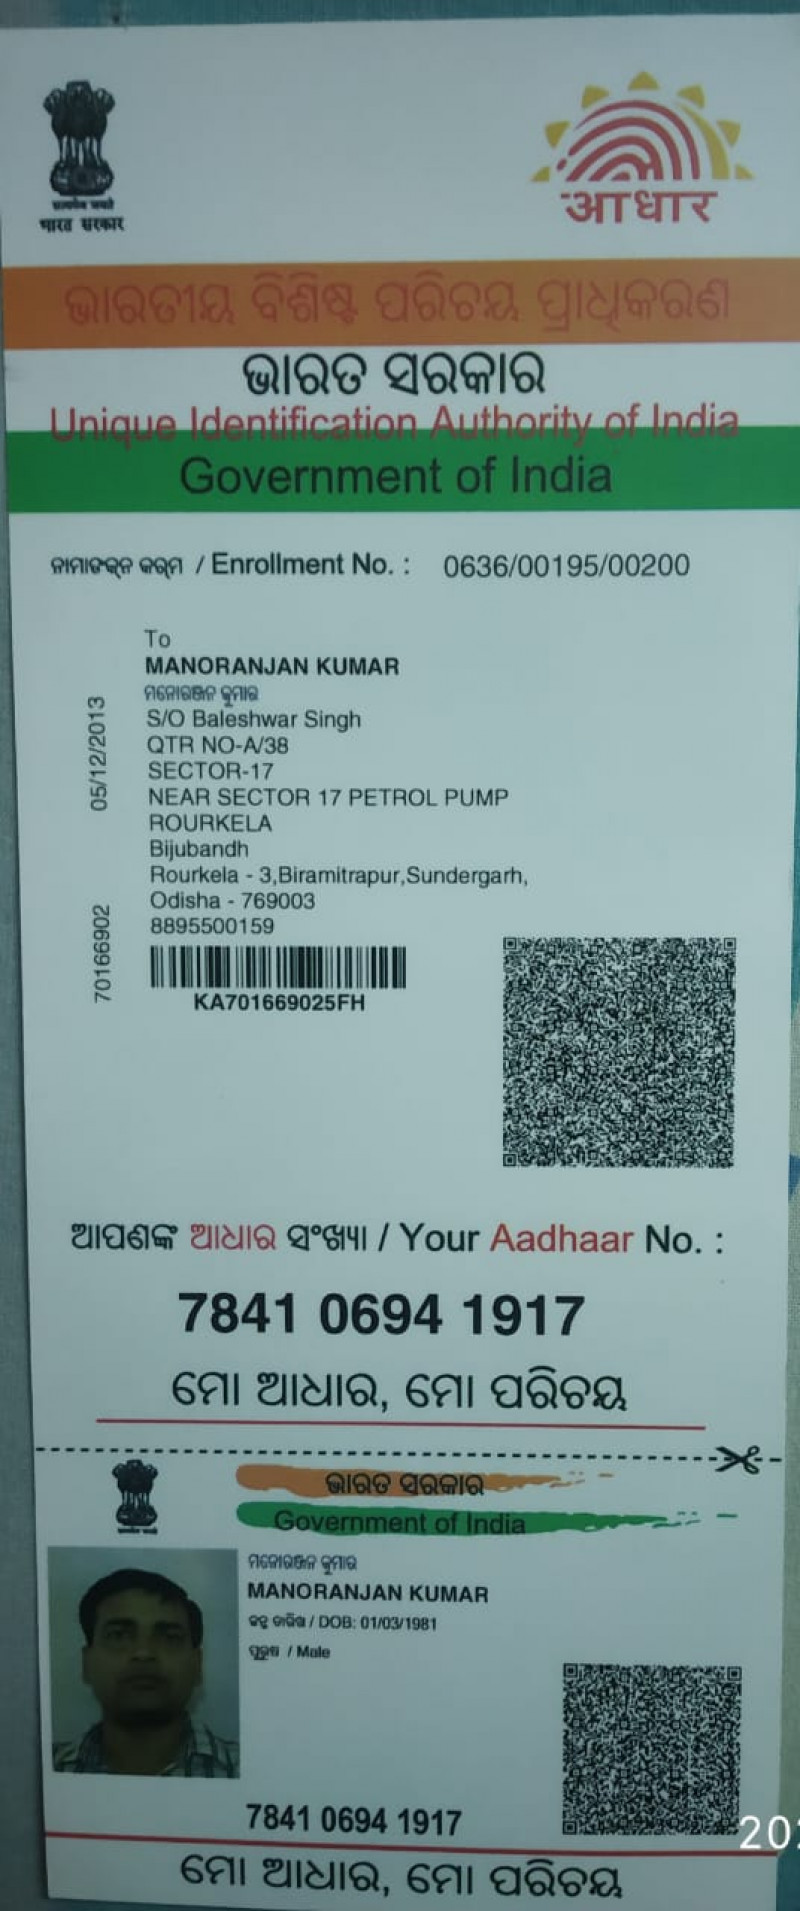 सत्यमेव जयते
भारत सरकार
आधार
ଭାରତୀୟ ବିଶିଷ୍ଟ ପରିଚୟ ପ୍ରାଧିକରଣ
ଭାରତ ସରକାର
Unique Identification Authority of India
Government of India
/ Enrollment No. : 0636/00195/00200
To
MANORANJAN KUMAR
ମନୋରଞ୍ଜନ କୁମାର
S/O Baleshwar Singh
QTR NO-A/38
SECTOR-17
NEAR SECTOR 17 PETROL PUMP
ROURKELA
Bijubandh
Rourkela - 3,Biramitrapur,Sundergarh,
Odisha - 769003
8895500159
05/12/2013
70166902
KA701669025FH
ଆପଣଙ୍କ ଆଧାର ସଂଖ୍ୟା / Your Aadhaar No. :
7841 0694 1917
ମୋ ଆଧାର, ମୋ ପରିଚୟ
ଭାରତ ସରକାର
Government of India
ମନୋରଞ୍ଜନ କୁମାର
MANORANJAN KUMAR
ଜନ୍ମ ତାରିଖ / DOB: 01/03/1981
ପୁରୁଷ / Male
7841 0694 1917
ମୋ ଆଧାର, ମୋ ପରିଚୟ